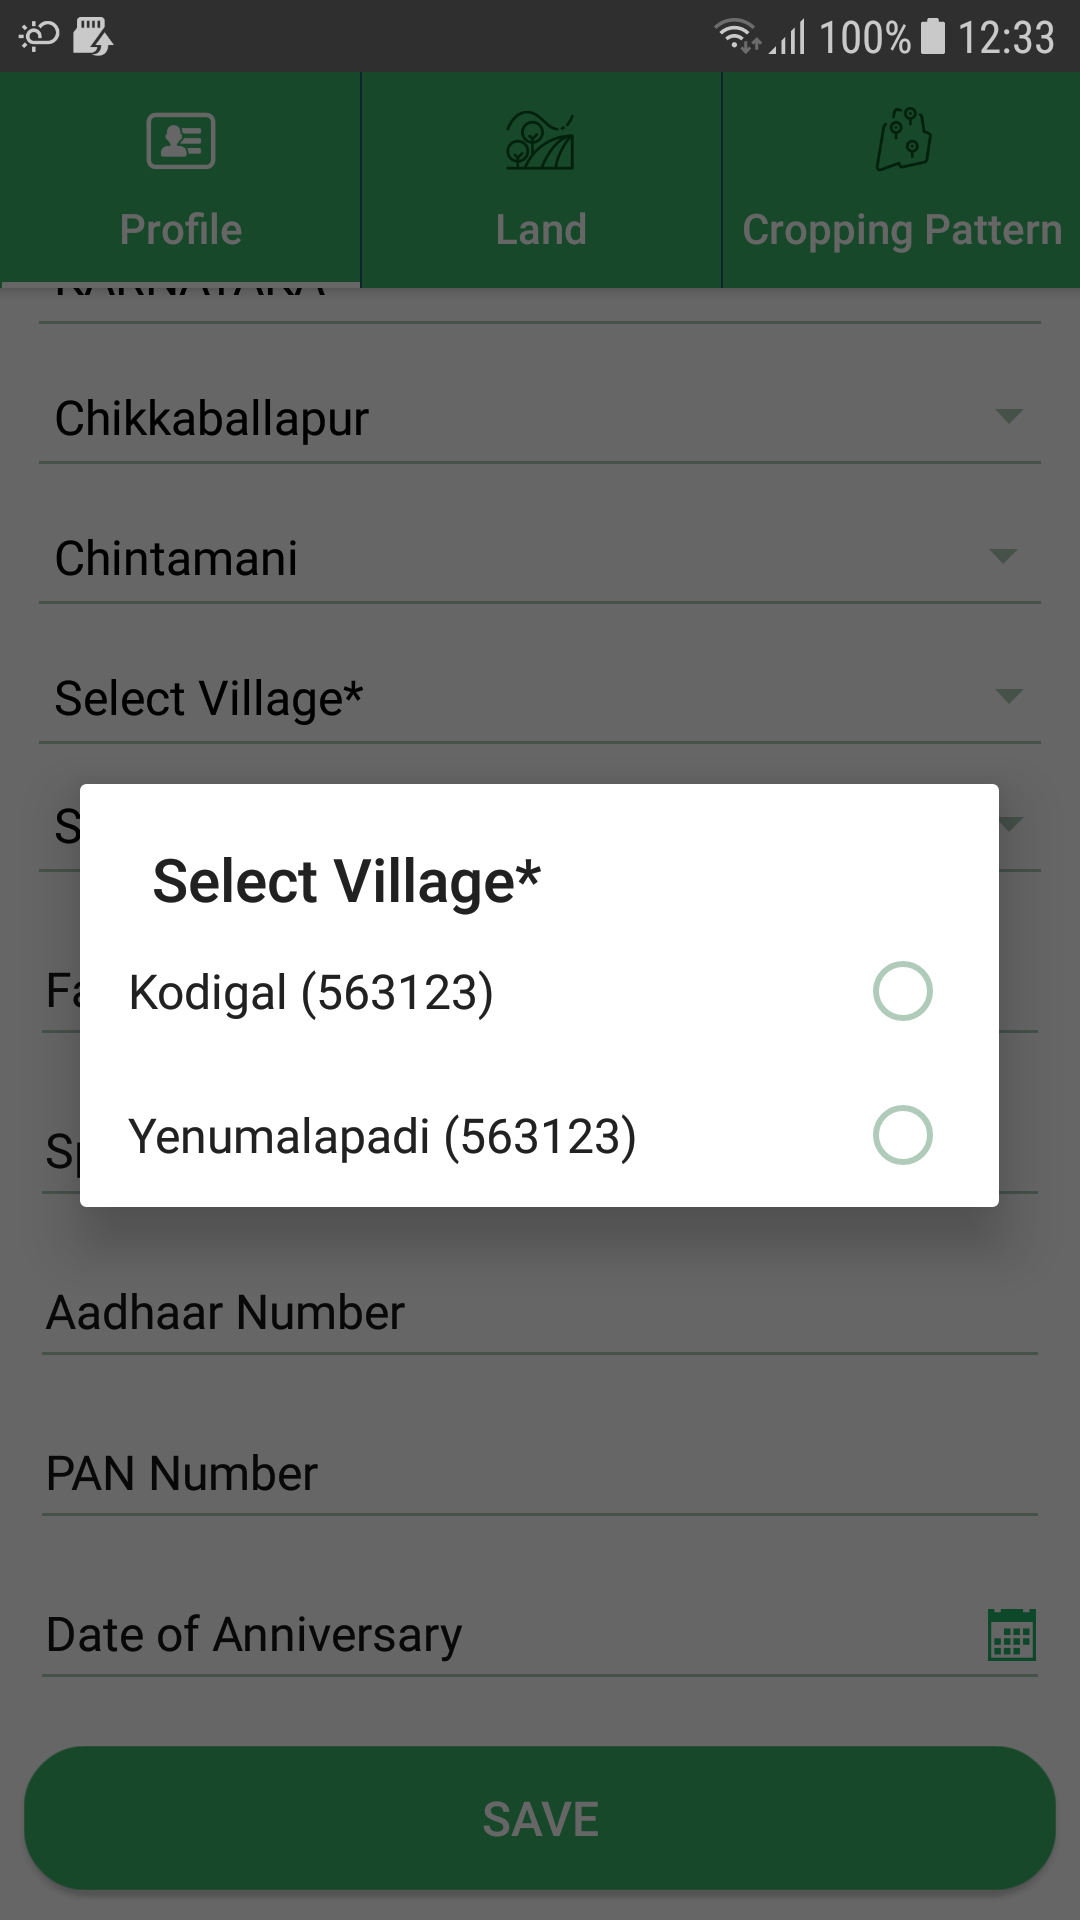 100% 12:33
Profile Land Cropping Pattern
KARNATAKA
Chikkaballapur
Chintamani
Select Village*
S
Select Village*
Kodigal (563123)
Fa
Yenumalapadi (563123)
Sp
Aadhaar Number
PAN Number
Date of Anniversary
SAVE